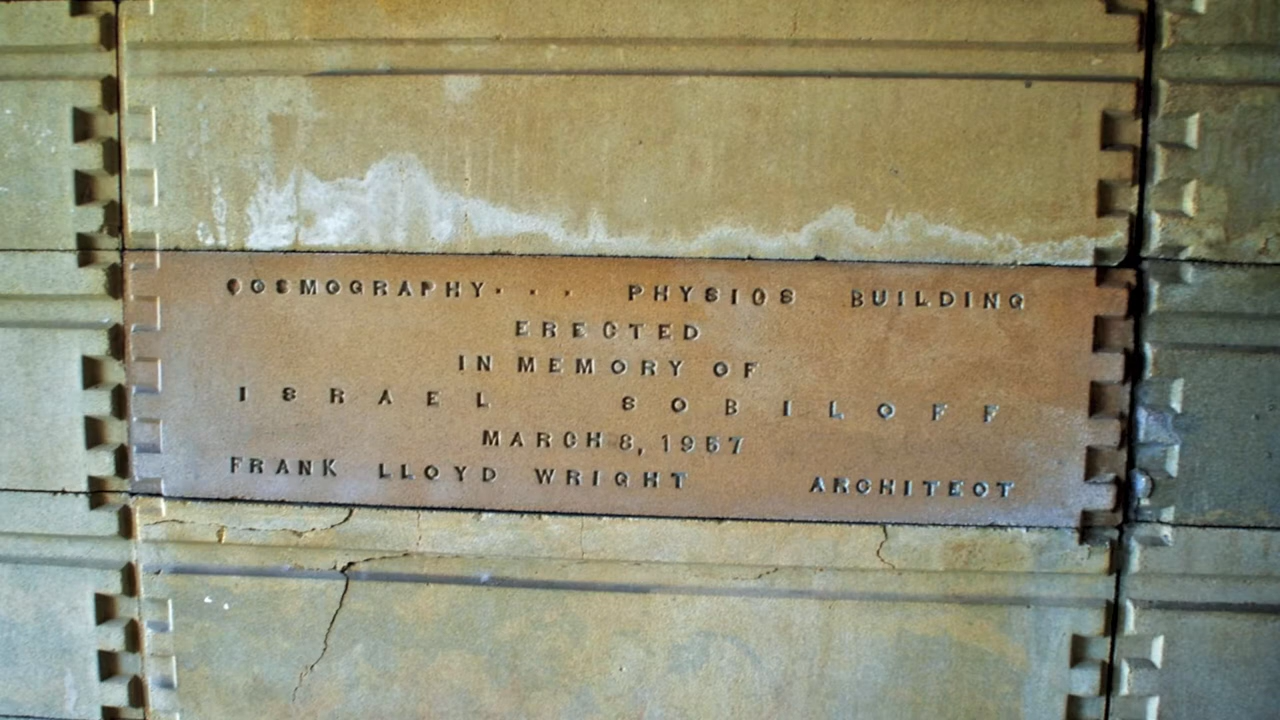 COSMOGRAPHY. . . PHYSICS BUILDING
ERECTED
IN MEMORY OF
ISRAEL SOBILOFF
MARCH 8, 1957
FRANK LLOYD WRIGHT ARCHITECT